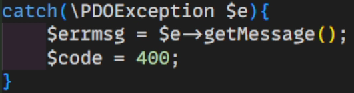 catch(\PDOException $e){
    $errmsg = $e->getMessage();
    $code = 400;
}